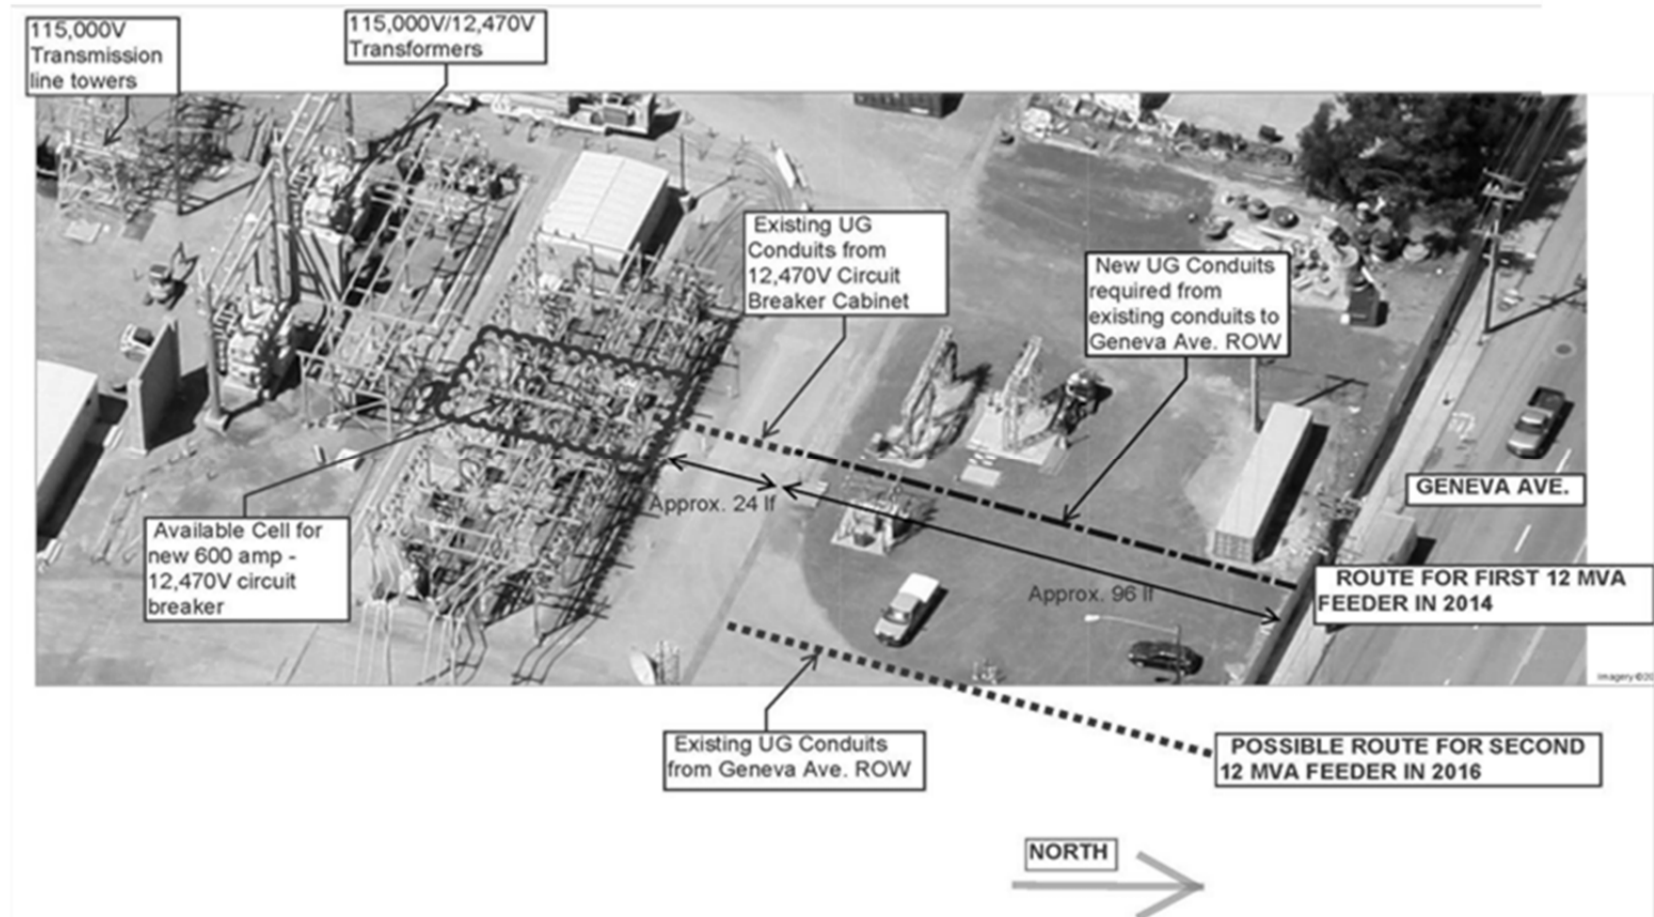 115,000V
Transmission
line towers
115,000V/12,470V
Transformers
Existing UG
Conduits from
12,470V Circuit
Breaker Cabinet
New UG Conduits
required from
existing conduits to
Geneva Ave. ROW
GENEVA AVE.
Approx. 24 lf
Available Cell for
new 600 amp -
12,470V circuit
breaker
Approx. 96 lf
ROUTE FOR FIRST 12 MVA
FEEDER IN 2014
Imagery ©20
Existing UG Conduits
from Geneva Ave. ROW
POSSIBLE ROUTE FOR SECOND
12 MVA FEEDER IN 2016
NORTH